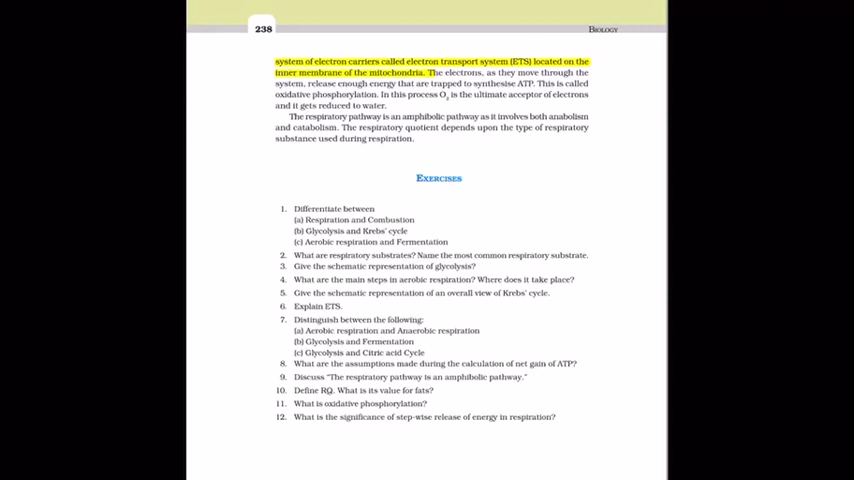 238
BIOLOGY
system of electron carriers called electron transport system (ETS) located on the
inner membrane of the mitochondria. The electrons, as they move through the
system, release enough energy that are trapped to synthesise ATP. This is called
oxidative phosphorylation. In this process O2 is the ultimate acceptor of electrons
and it gets reduced to water.
The respiratory pathway is an amphibolic pathway as it involves both anabolism
and catabolism. The respiratory quotient depends upon the type of respiratory
substance used during respiration.
EXERCISES
1. Differentiate between
(a) Respiration and Combustion
(b) Glycolysis and Krebs' cycle
(c) Aerobic respiration and Fermentation
2. What are respiratory substrates? Name the most common respiratory substrate.
3. Give the schematic representation of glycolysis?
4. What are the main steps in aerobic respiration? Where does it take place?
5. Give the schematic representation of an overall view of Krebs' cycle.
6. Explain ETS.
7. Distinguish between the following:
(a) Aerobic respiration and Anaerobic respiration
(b) Glycolysis and Fermentation
(c) Glycolysis and Citric acid Cycle
8. What are the assumptions made during the calculation of net gain of ATP?
9. Discuss "The respiratory pathway is an amphibolic pathway."
10. Define RQ. What is its value for fats?
11. What is oxidative phosphorylation?
12. What is the significance of step-wise release of energy in respiration?